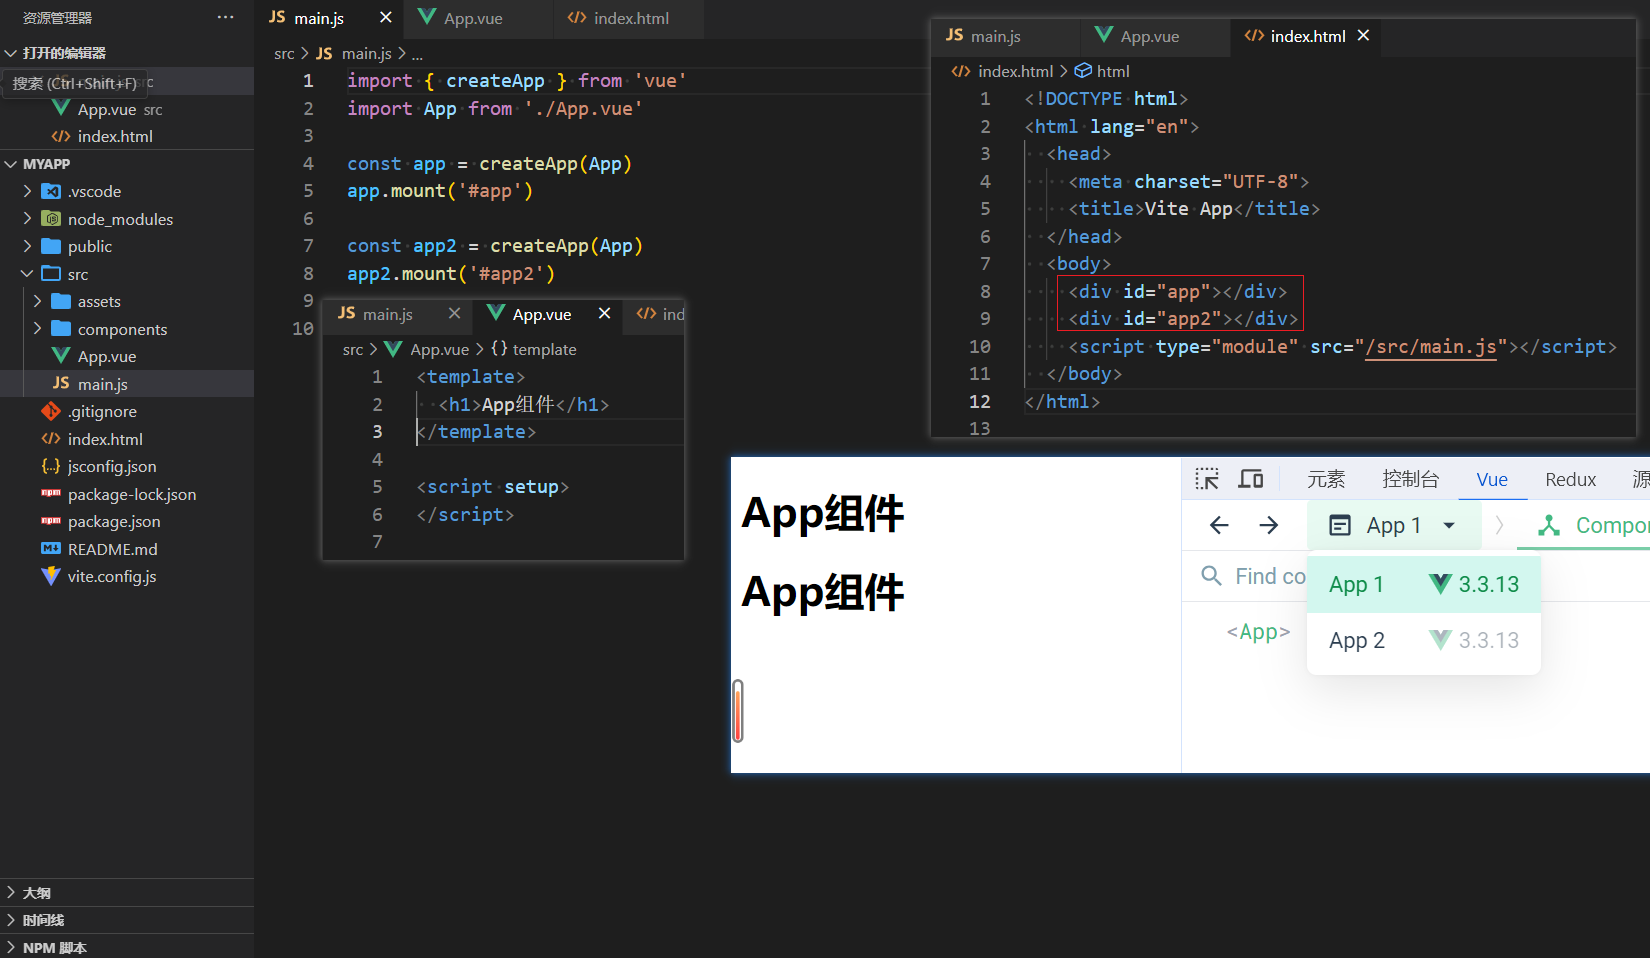 资源管理器 ...
打开的编辑器
搜索 (Ctrl+Shift+F) src
App.vue src
index.html
MYAPP
.vscode
node_modules
public
src
assets
components
App.vue
JS main.js
.gitignore
index.html
{..} jsconfig.json
npm package-lock.json
npm package.json
README.md
vite.config.js
大纲
时间线
NPM 脚本
JS main.js × App.vue <> index.html
src > JS main.js > ...
1 import { createApp } from 'vue'
2 import App from './App.vue'
3
4 const app = createApp(App)
5 app.mount('#app')
6
7 const app2 = createApp(App)
8 app2.mount('#app2')
9
10
JS main.js × App.vue × <> ind
src > App.vue > {} template
1 <template>
2 <h1>App组件</h1>
3 </template>
4
5 <script setup>
6 </script>
7
JS main.js App.vue <> index.html ×
<> index.html > html
1 <!DOCTYPE html>
2 <html lang="en">
3 <head>
4 <meta charset="UTF-8">
5 <title>Vite App</title>
6 </head>
7 <body>
8 <div id="app"></div>
9 <div id="app2"></div>
10 <script type="module" src="/src/main.js"></script>
11 </body>
12 </html>
13
App组件
App组件
元素 控制台 Vue Redux 源
App 1 Compo
Find co
App 1 3.3.13
<App>
App 2 3.3.13